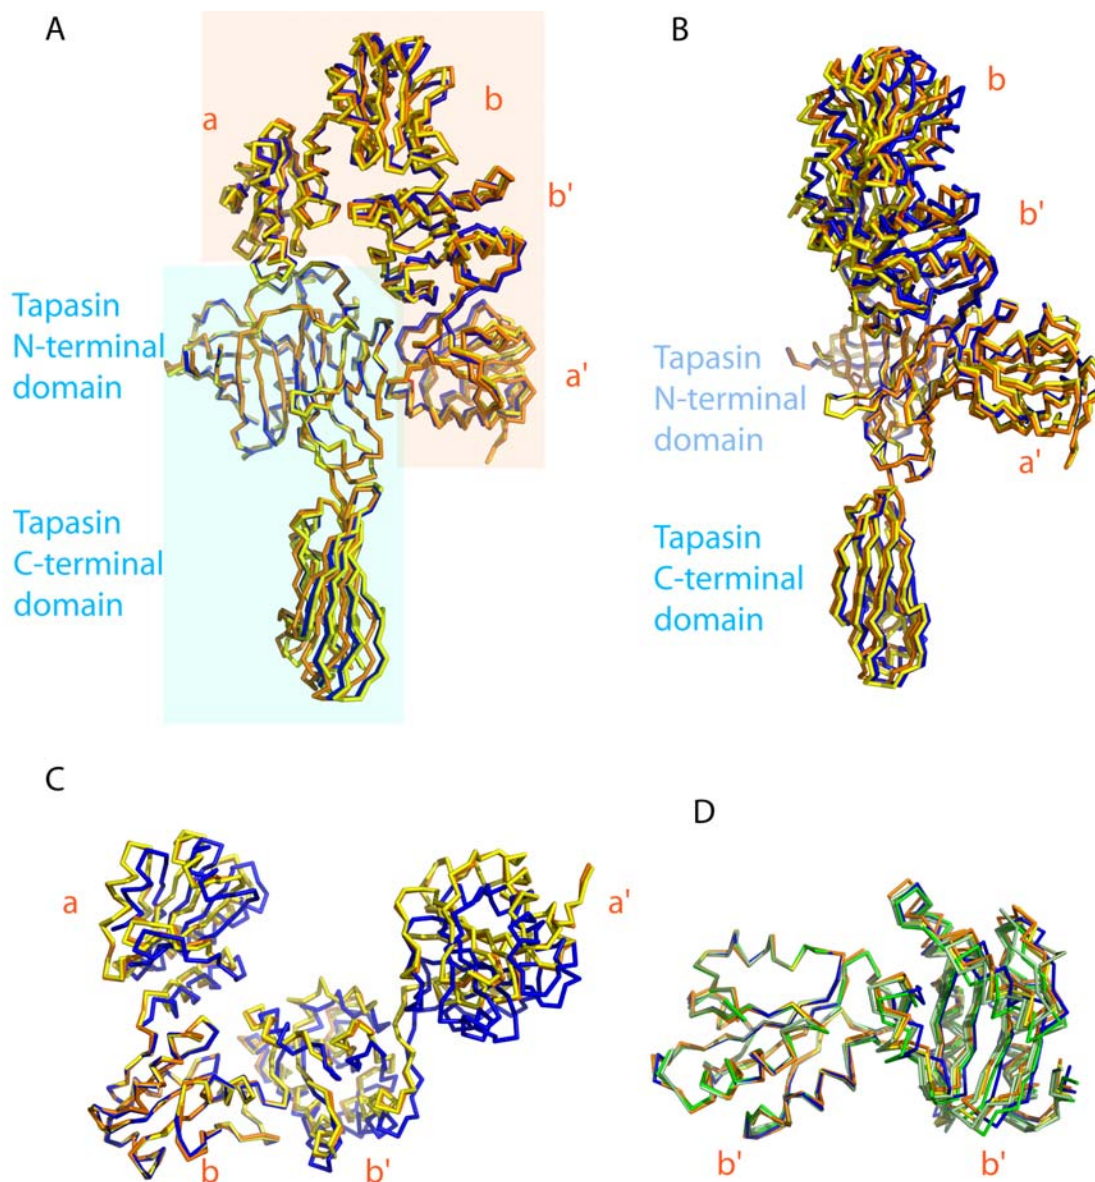 A
B
b
a
b
b'
b'
Tapasin
N-terminal
domain
Tapasin
N-terminal
domain
a'
a'
Tapasin
C-terminal
domain
Tapasin
C-terminal
domain
C
D
a
a'
b
b'
b'
b'